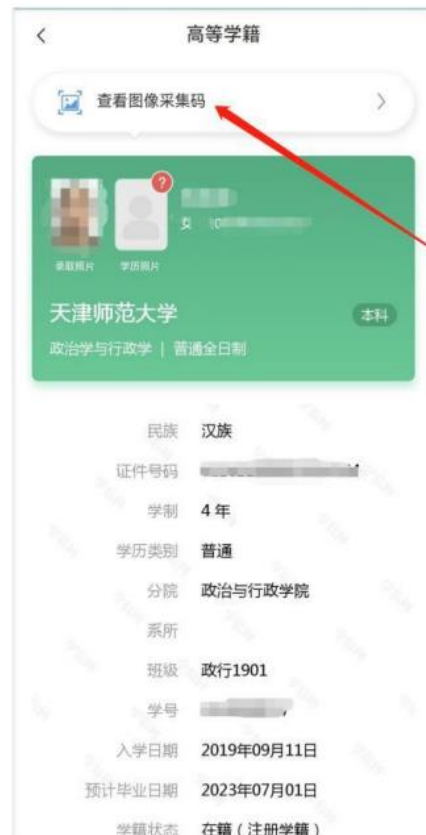 高等学籍
查看图像采集码
?
录取照片 学历照片
天津师范大学 本科
政治学与行政学 | 普通全日制
民族 汉族
证件号码
学制 4 年
学历类别 普通
分院 政治与行政学院
系所
班级 政行1901
学号
入学日期 2019年09月11日
预计毕业日期 2023年07月01日
学籍状态 在籍 ( 注册学籍 )